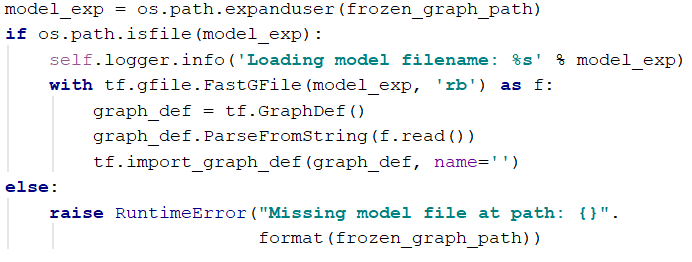 model_exp = os.path.expanduser(frozen_graph_path)
if os.path.isfile(model_exp):
    self.logger.info('Loading model filename: %s' % model_exp)
    with tf.gfile.FastGFile(model_exp, 'rb') as f:
        graph_def = tf.GraphDef()
        graph_def.ParseFromString(f.read())
        tf.import_graph_def(graph_def, name='')
else:
    raise RuntimeError("Missing model file at path: {}".
                       format(frozen_graph_path))